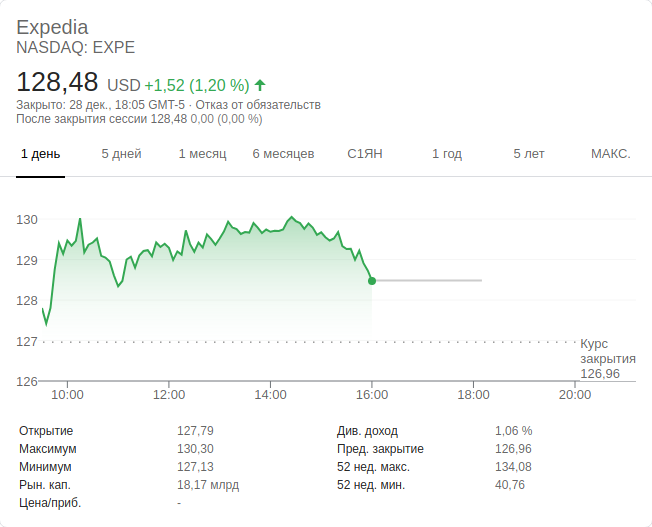 Expedia
NASDAQ: EXPE
128,48 USD +1,52 (1,20 %)
Закрыто: 28 дек., 18:05 GMT-5 · Отказ от обязательств
После закрытия сессии 128,48 0,00 (0,00 %)
1 день 5 дней 1 месяц 6 месяцев С1ЯН 1 год 5 лет МАКС.
130
129
128
127
Курс
закрытия
126,96
126
10:00 12:00 14:00 16:00 18:00 20:00
Открытие 127,79 Див. доход 1,06 %
Максимум 130,30 Пред. закрытие 126,96
Минимум 127,13 52 нед. макс. 134,08
Рын. кап. 18,17 млрд 52 нед. мин. 40,76
Цена/приб. -